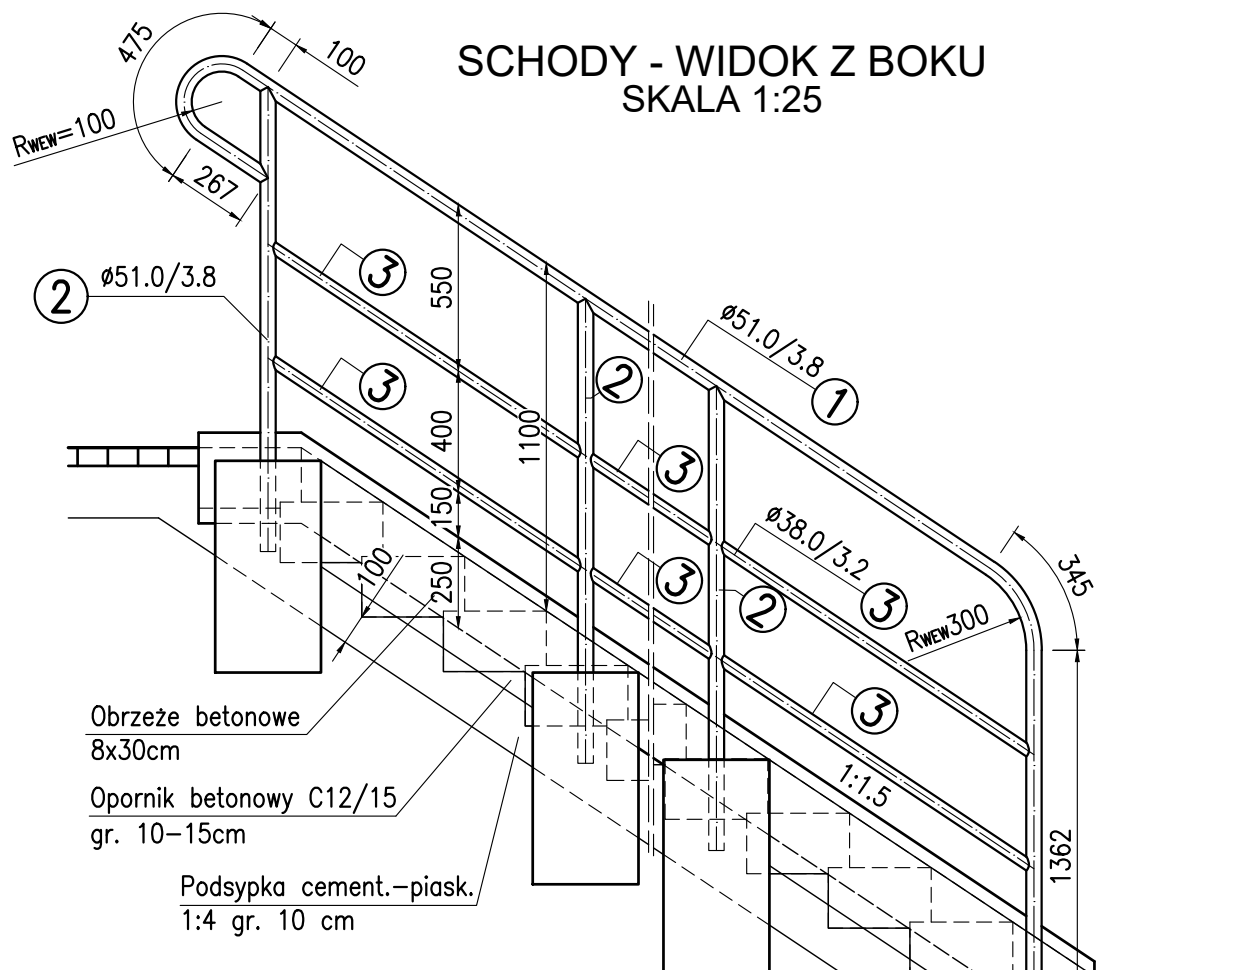 SCHODY - WIDOK Z BOKU
SKALA 1:25
475
100
RWEW=100
267
2
ø51.0/3.8
3
550
3
ø51.0/3.8
1
2
400
1100
3
150
ø38.0/3.2
3
345
100
250
3
2
RWEW300
3
Obrzeże betonowe
8x30cm
1:1.5
Opornik betonowy C12/15
gr. 10-15cm
1362
Podsypka cement.-piask.
1:4 gr. 10 cm